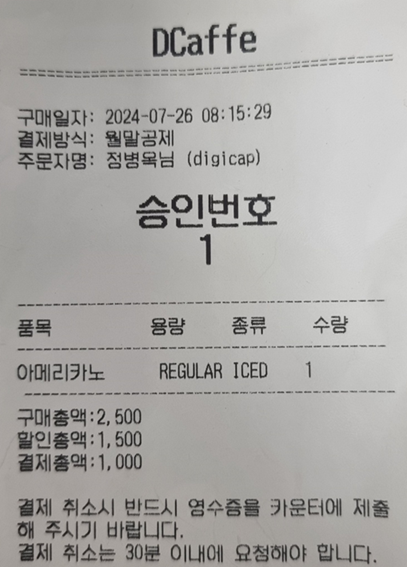 DCaffe
구매일자: 2024-07-26 08:15:29
결제방식: 월말공제
주문자명: 정병욕님 (digicap)
승인번호
1
품목 용량 종류 수량
아메리카노 REGULAR ICED 1
구매총액:2,500
할인총액:1,500
결제총액:1,000
결제 취소시 반드시 영수증을 카운터에 제출
해 주시기 바랍니다.
결제 취소는 30분 이내에 요청해야 합니다.